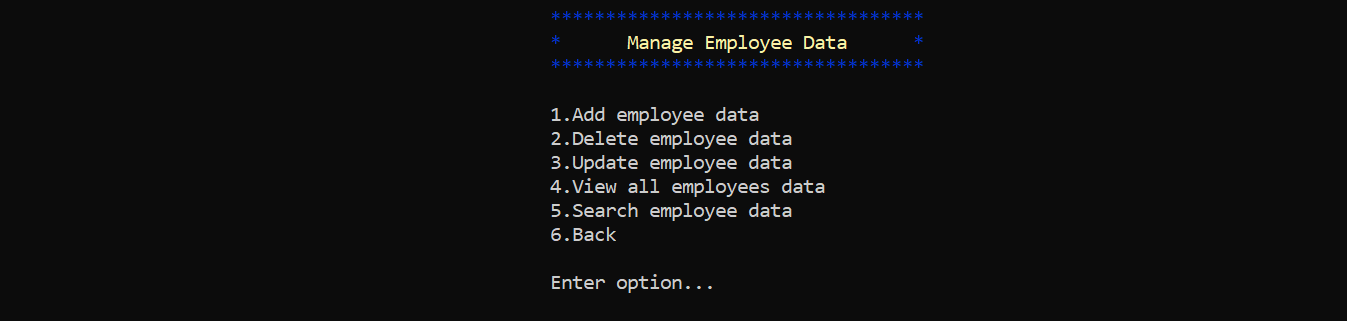 **********************************
* Manage Employee Data *
**********************************
1.Add employee data
2.Delete employee data
3.Update employee data
4.View all employees data
5.Search employee data
6.Back
Enter option...